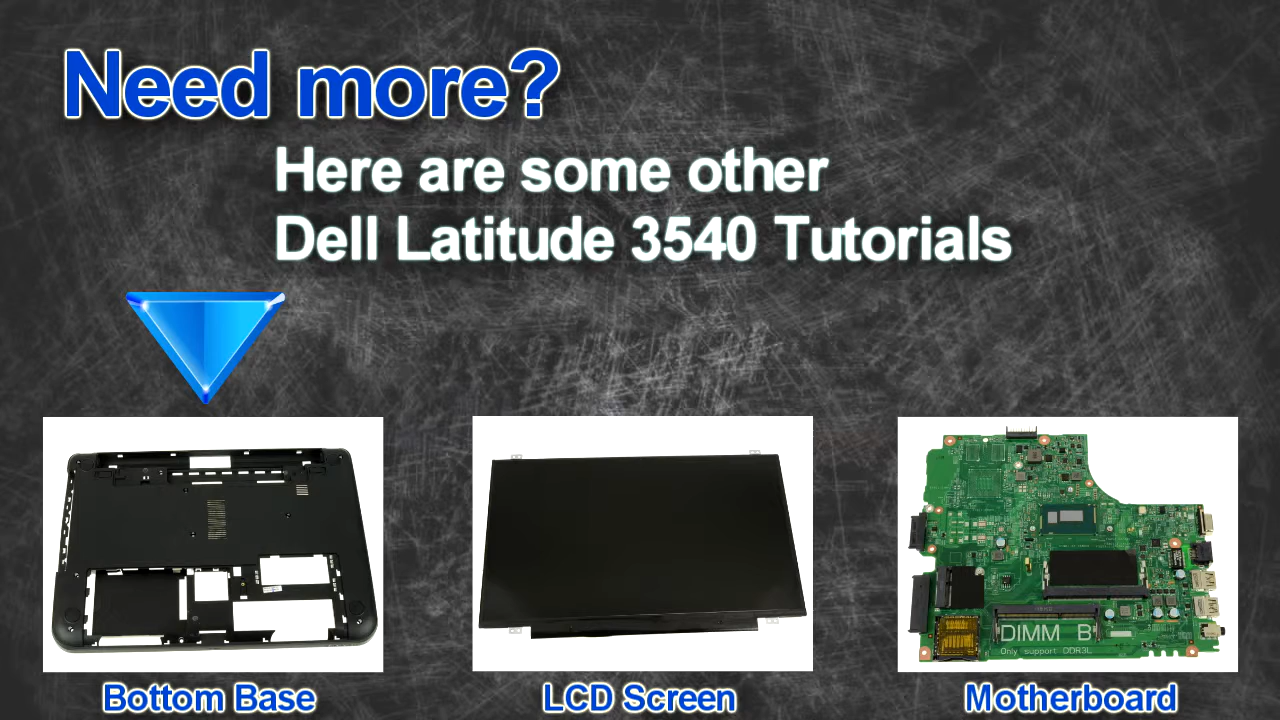 Need more?
Here are some other
Dell Latitude 3540 Tutorials
DIMM B
Only support DDR3L
Bottom Base
LCD Screen
Motherboard